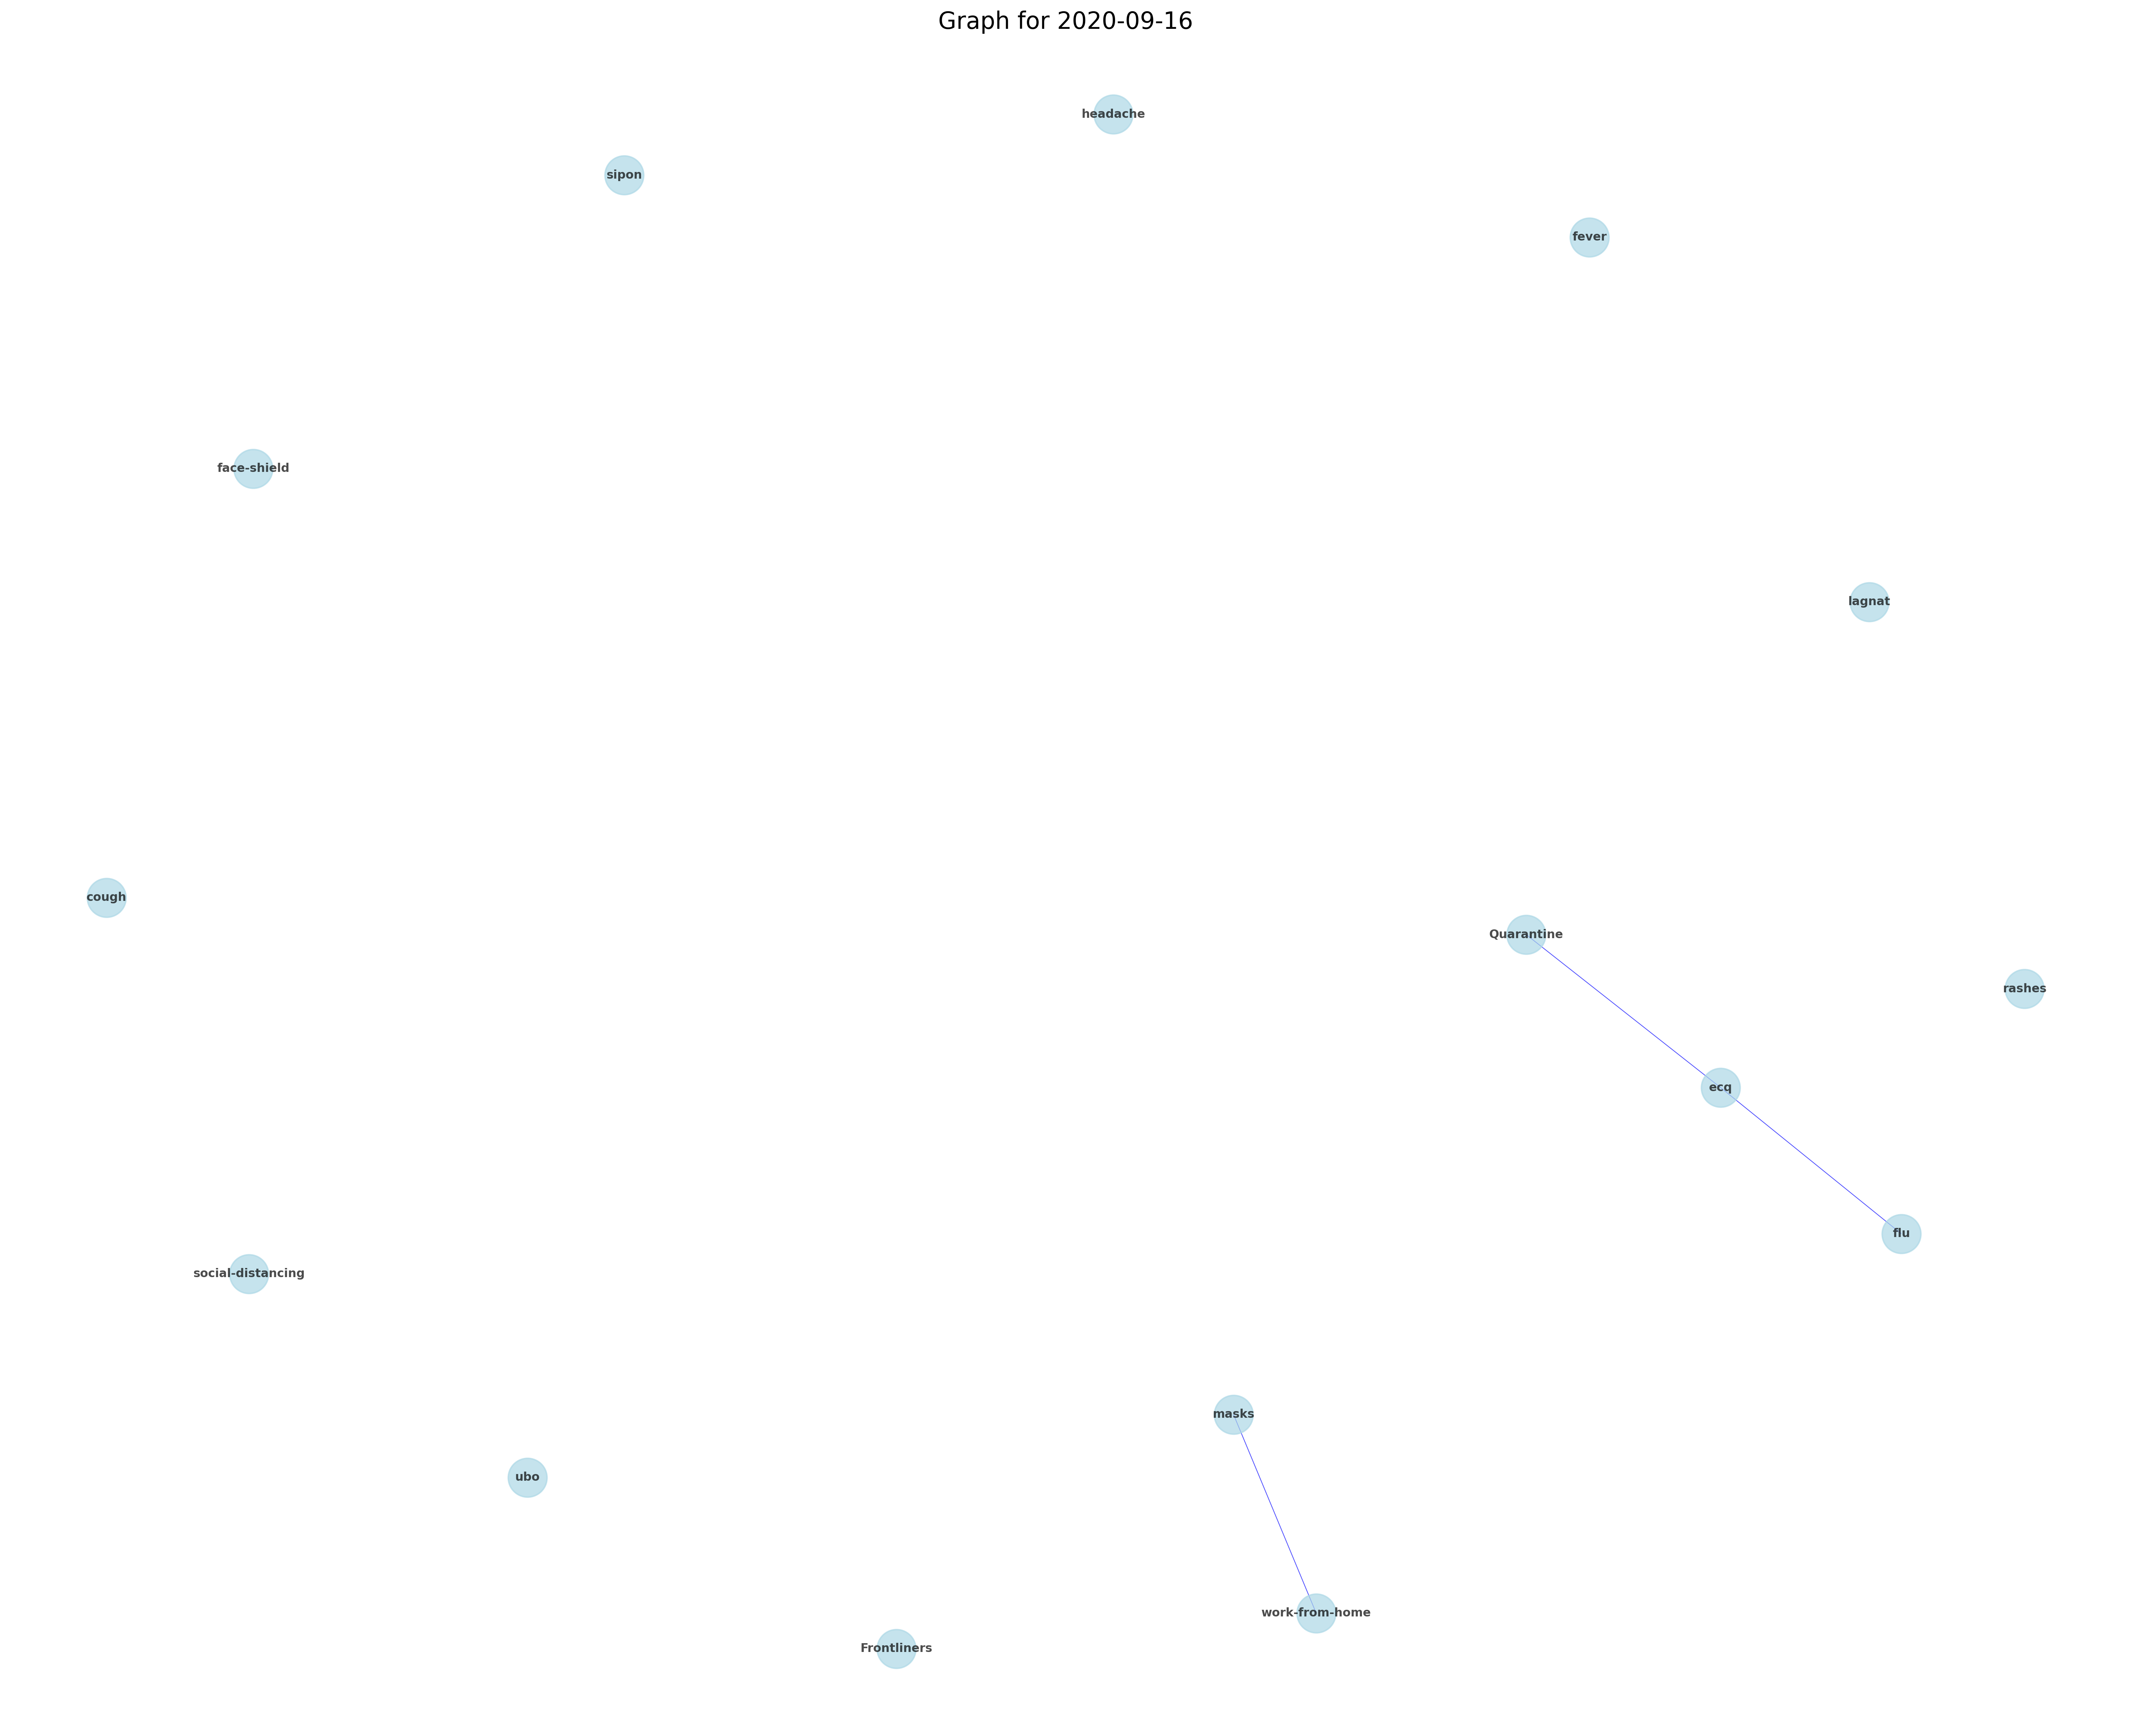 Graph for 2020-09-16
headache
sipon
fever
face-shield
lagnat
cough
Quarantine
rashes
ecq
flu
social-distancing
masks
ubo
work-from-home
Frontliners